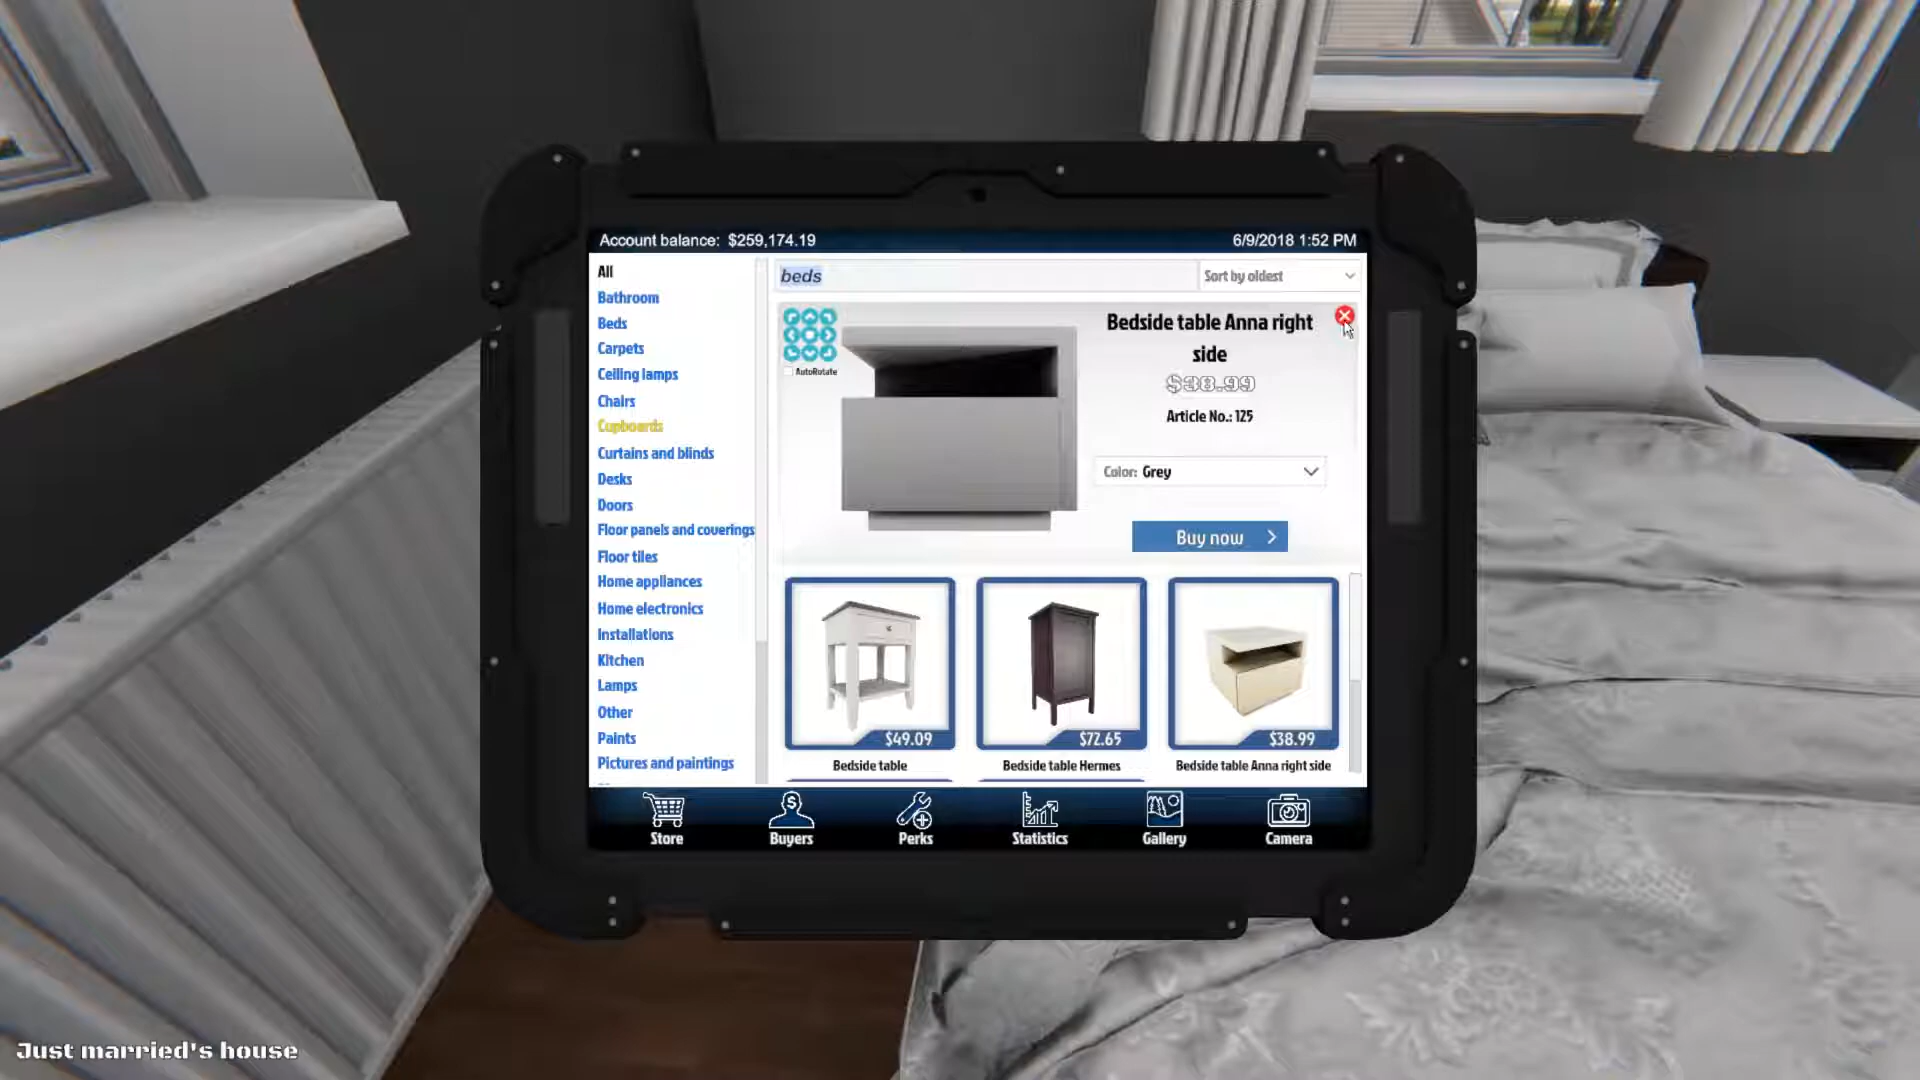 Account balance: $259,174.19
6/9/2018 1:52 PM
All
Bathroom
Beds
Carpets
Ceiling lamps
Chairs
Cupboards
Curtains and blinds
Desks
Doors
Floor panels and coverings
Floor tiles
Home appliances
Home electronics
Installations
Kitchen
Lamps
Other
Paints
Pictures and paintings
beds
Sort by oldest
AutoRotate
Bedside table Anna right
side
$38.99
Article No.: 125
Color: Grey
Buy now
$49.09
Bedside table
$72.65
Bedside table Hermes
$38.99
Bedside table Anna right side
Store
Buyers
Perks
Statistics
Gallery
Camera
Just married's house